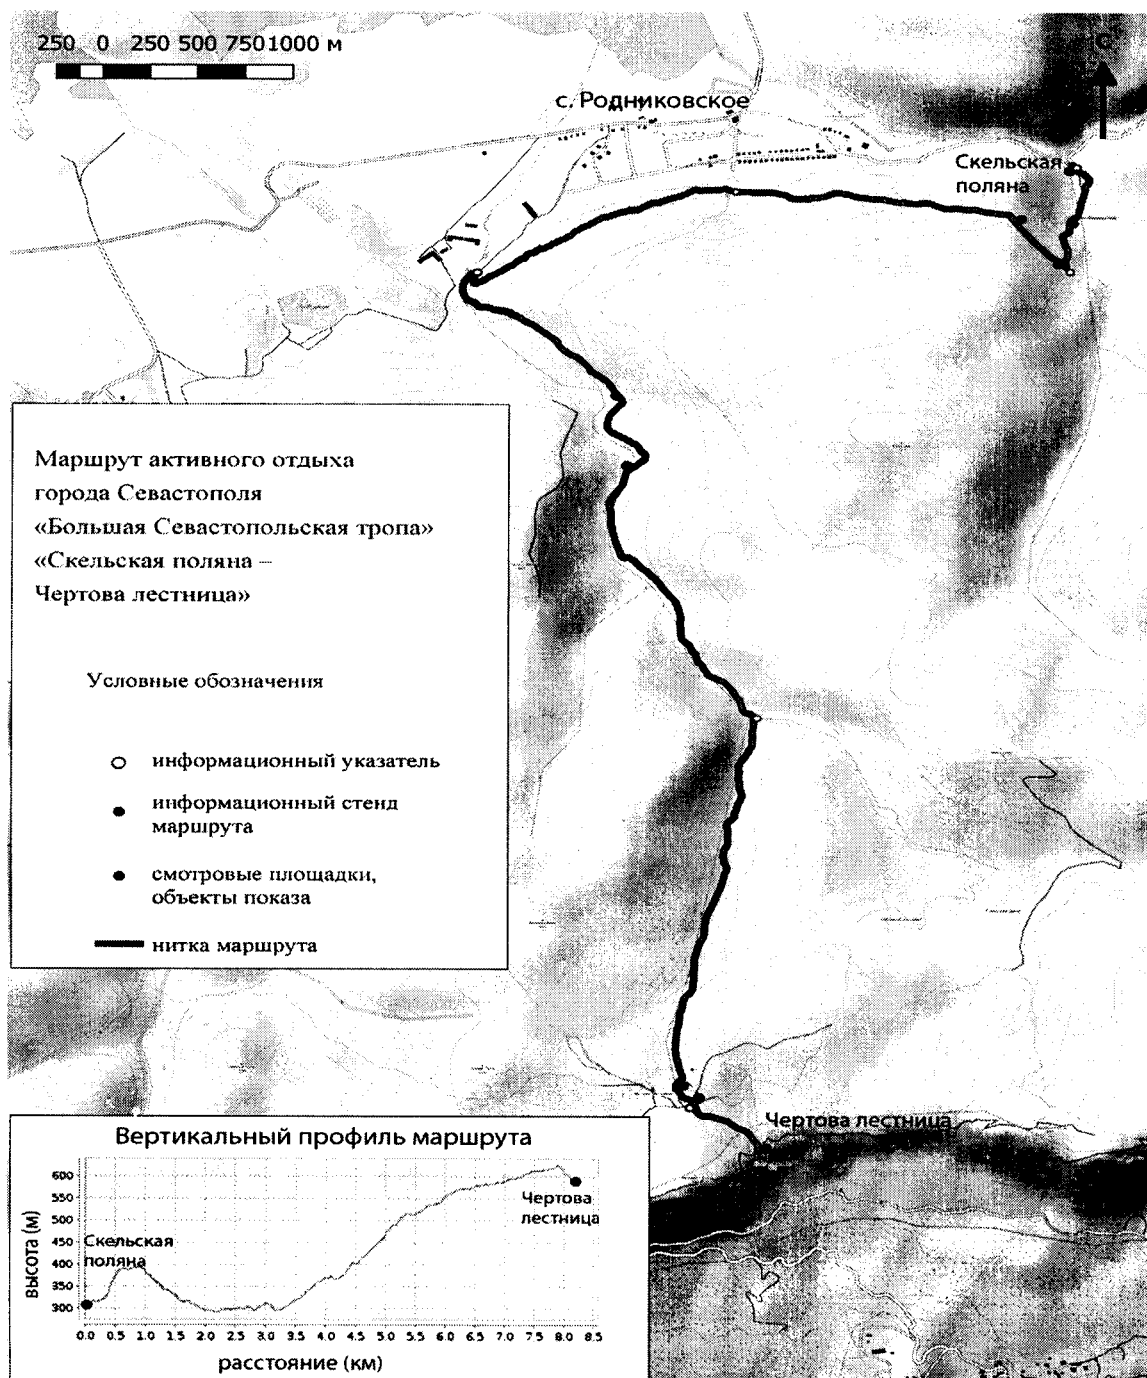 250 0 250 500 7501000 м
С
с. Родниковское
Скельская
поляна
Маршрут активного отдыха
города Севастополя
«Большая Севастопольская тропа»
«Скельская поляна –
Чертова лестница»
Условные обозначения
информационный указатель
информационный стенд
маршрута
смотровые площадки,
объекты показа
нитка маршрута
Чертова лестница
Вертикальный профиль маршрута
600
550
500
450
400
350
300
высота (м)
Скельская
поляна
Чертова
лестница
0.0 0.5 1.0 1.5 2.0 2.5 3.0 3.5 4.0 4.5 5.0 5.5 6.0 6.5 7.0 7.5 8.0 8.5
расстояние (км)